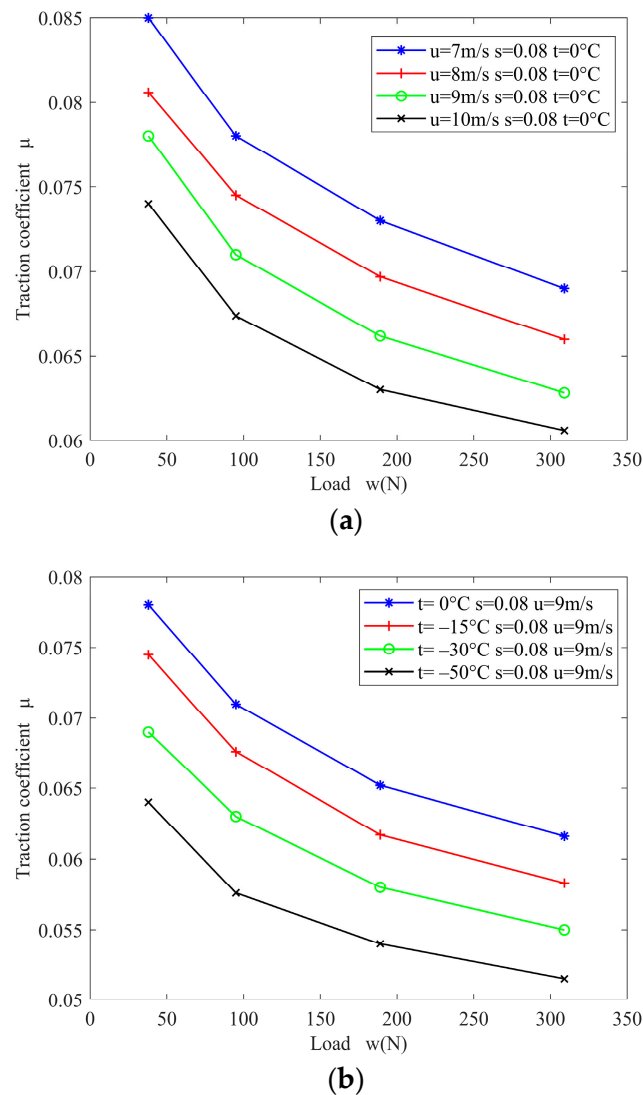 0.085
0.08
0.075
0.07
0.065
0.06
Traction coefficient μ
u=7m/s s=0.08 t=0°C
u=8m/s s=0.08 t=0°C
u=9m/s s=0.08 t=0°C
u=10m/s s=0.08 t=0°C
0 50 100 150 200 250 300 350
Load w(N)
(a)
0.08
0.075
0.07
0.065
0.06
0.055
0.05
Traction coefficient μ
t= 0°C s=0.08 u=9m/s
t= –15°C s=0.08 u=9m/s
t= –30°C s=0.08 u=9m/s
t= –50°C s=0.08 u=9m/s
0 50 100 150 200 250 300 350
Load w(N)
(b)